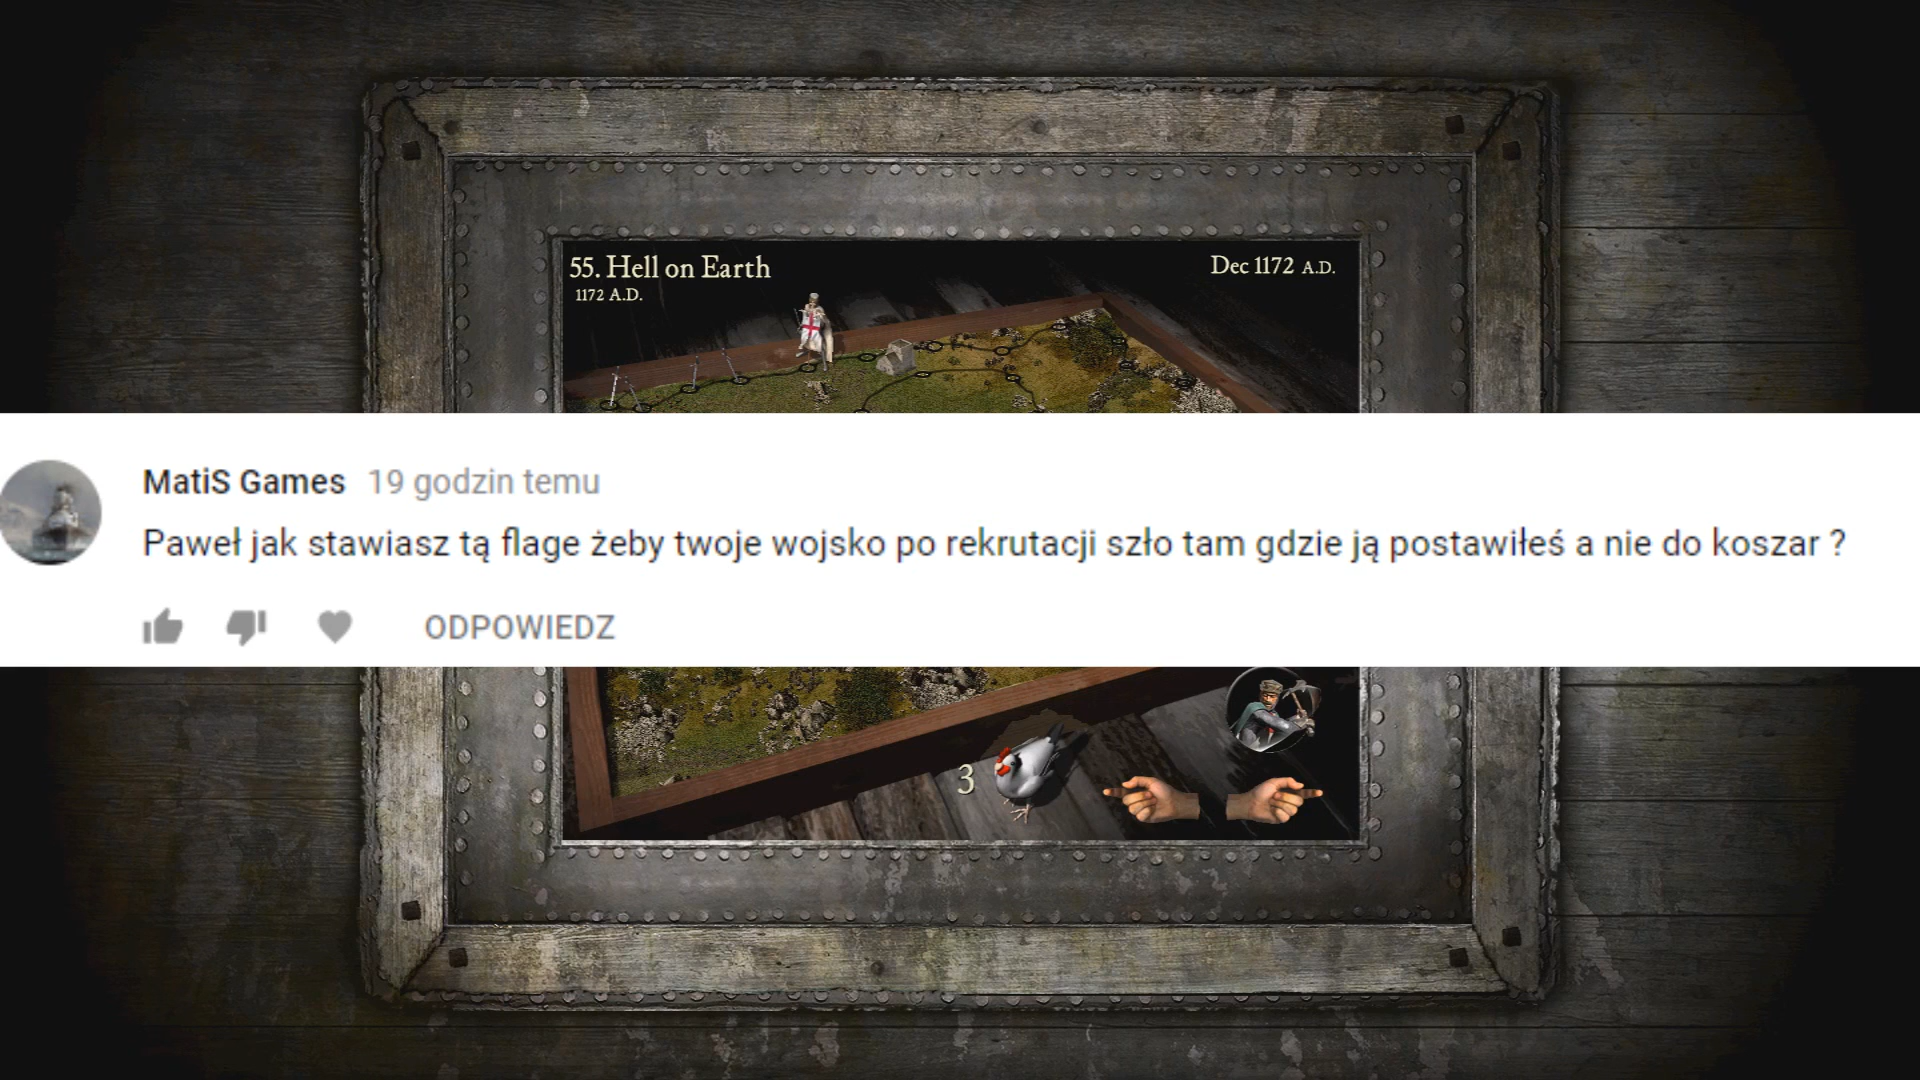 55. Hell on Earth
Dec 1172 A.D.
1172 A.D.
MatiS Games 19 godzin temu
Paweł jak stawiasz tą flage żeby twoje wojsko po rekrutacji szło tam gdzie ją postawiłeś a nie do koszar ?
ODPOWIEDZ
3